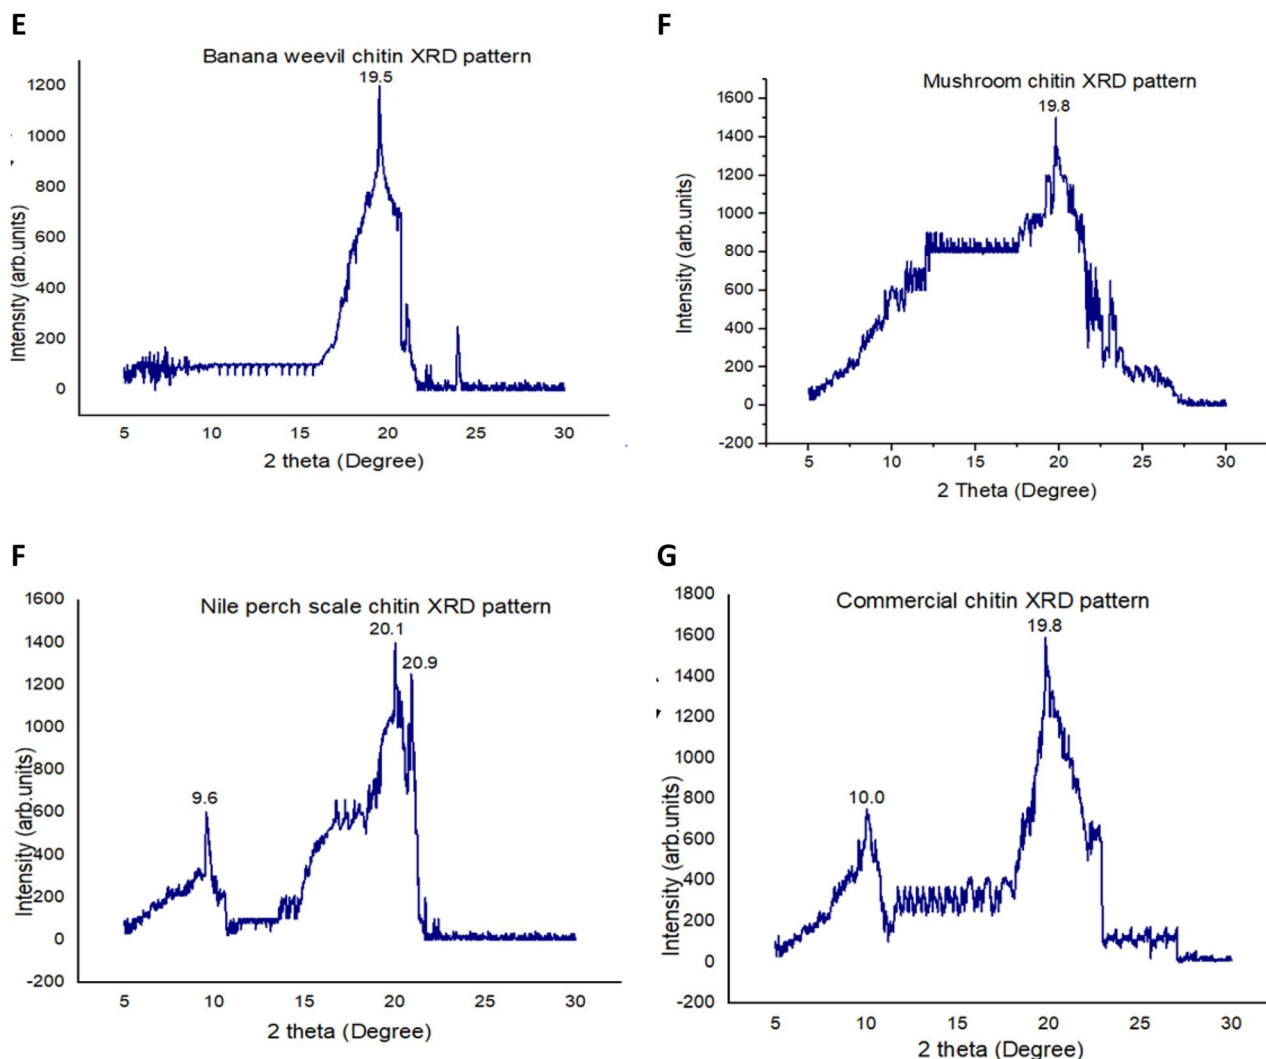 E
Banana weevil chitin XRD pattern
19.5
1200
1000
800
600
400
200
0
Intensity (arb.units)
5 10 15 20 25 30
2 theta (Degree)
F
Mushroom chitin XRD pattern
19.8
1600
1400
1200
1000
800
600
400
200
0
-200
Intensity (arb.units)
5 10 15 20 25 30
2 Theta (Degree)
F
Nile perch scale chitin XRD pattern
20.1
20.9
9.6
1600
1400
1200
1000
800
600
400
200
0
-200
Intensity (arb.units)
5 10 15 20 25 30
2 theta (Degree)
G
Commercial chitin XRD pattern
19.8
10.0
1800
1600
1400
1200
1000
800
600
400
200
0
-200
Intensity (arb.units)
5 10 15 20 25 30
2 theta (Degree)